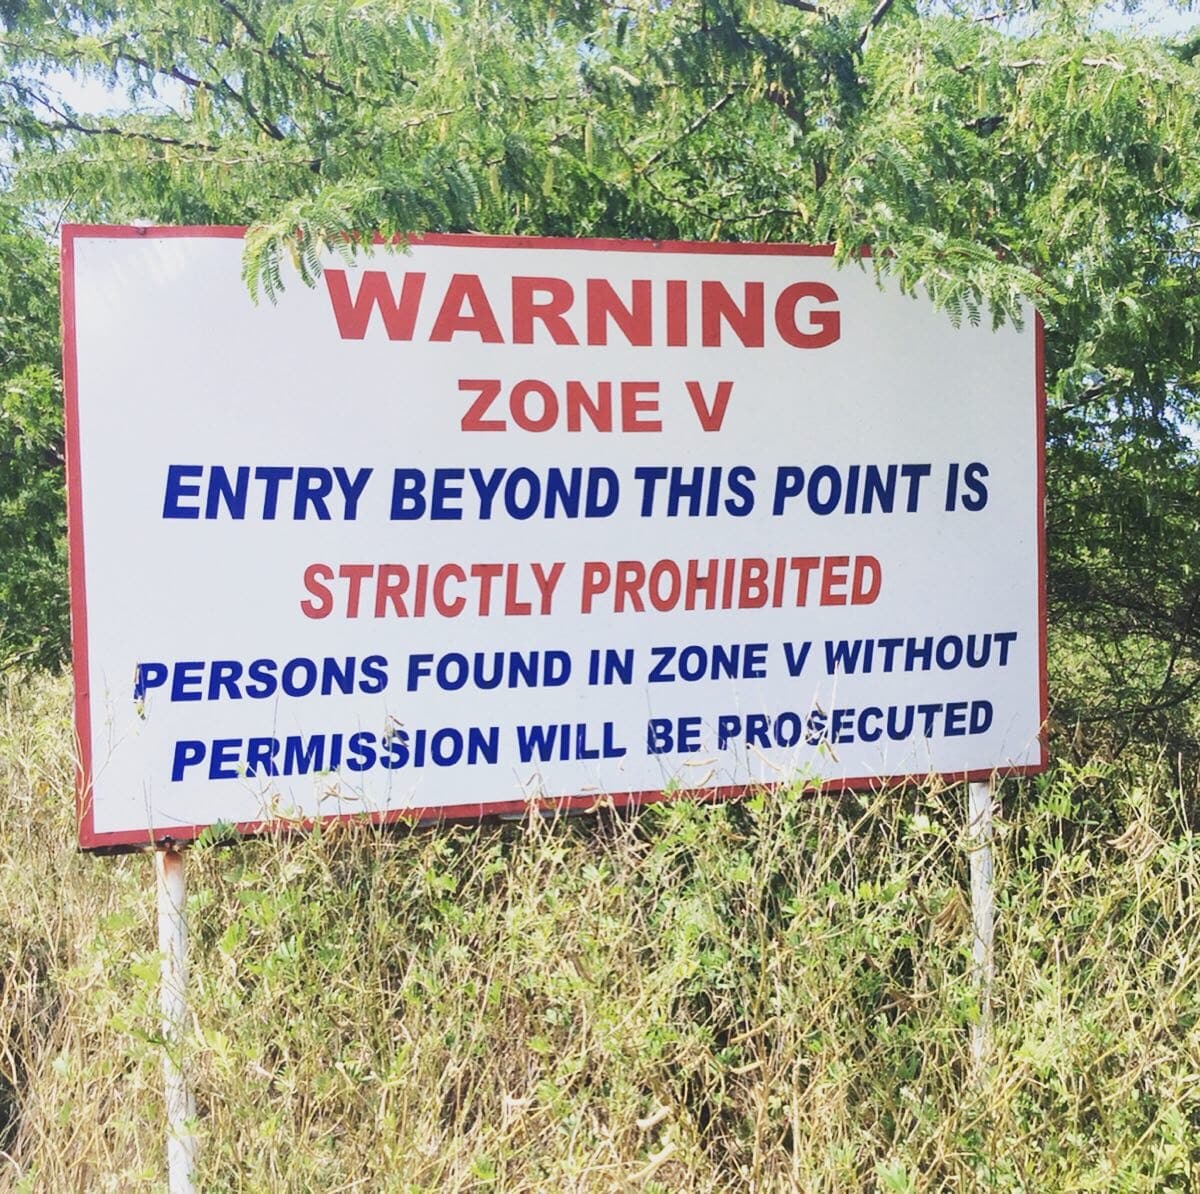 WARNING
ZONE V
ENTRY BEYOND THIS POINT IS
STRICTLY PROHIBITED
PERSONS FOUND IN ZONE V WITHOUT
PERMISSION WILL BE PROSECUTED